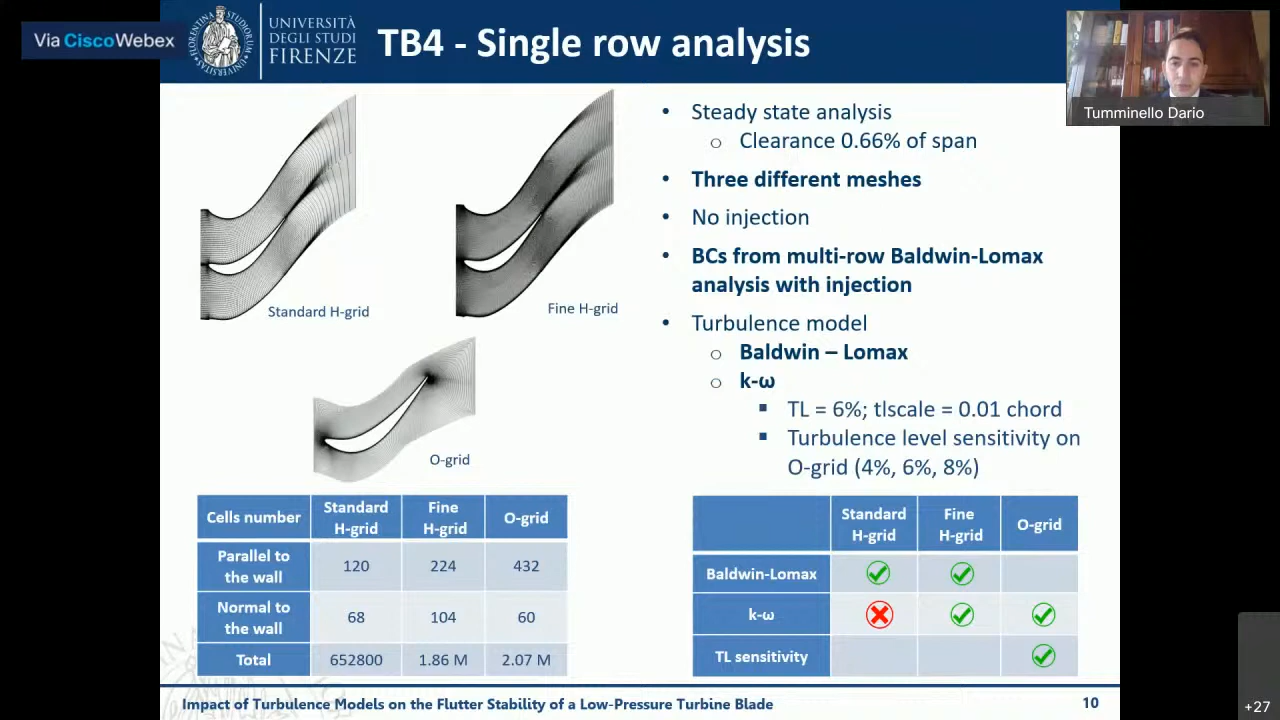 Via CiscoWebex
UNIVERSITÀ
DEGLI STUDI
FIRENZE
TB4 - Single row analysis
Tumminello Dario
Standard H-grid
Fine H-grid
O-grid
• Steady state analysis
o Clearance 0.66% of span
• Three different meshes
• No injection
• BCs from multi-row Baldwin-Lomax
analysis with injection
• Turbulence model
o Baldwin – Lomax
o k-ω
▪ TL = 6%; tlscale = 0.01 chord
▪ Turbulence level sensitivity on
O-grid (4%, 6%, 8%)
Cells number Standard H-grid Fine H-grid O-grid
Parallel to the wall 120 224 432
Normal to the wall 68 104 60
Total 652800 1.86 M 2.07 M
Standard H-grid Fine H-grid O-grid
Baldwin-Lomax
k-ω
TL sensitivity
Impact of Turbulence Models on the Flutter Stability of a Low-Pressure Turbine Blade
10
+27